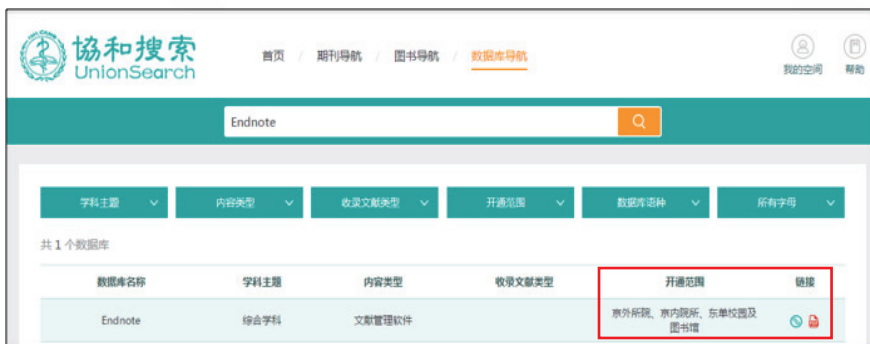 協和搜索
UnionSearch
首页 / 期刊导航 / 图书导航 / 数据库导航
我的空间
帮助
Endnote
学科主题 内容类型 收录文献类型 开通范围 数据库语种 所有字母
共 1 个数据库
数据库名称 学科主题 内容类型 收录文献类型 开通范围 链接
Endnote 综合学科 文献管理软件 京外所院、京内院所、东单校园及
图书馆